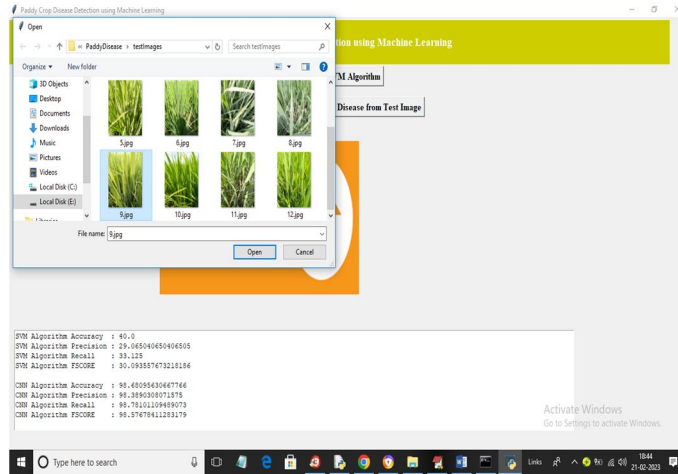 Paddy Crop Disease Detection using Machine Learning
Open
PaddyDisease › testImages
Search testImages
Organize
New folder
3D Objects
Desktop
Documents
Downloads
Music
Pictures
Videos
Local Disk (C:)
Local Disk (E:)
Libraries
5.jpg 6.jpg 7.jpg 8.jpg
9.jpg 10.jpg 11.jpg 12.jpg
File name: 9.jpg
Open Cancel
tion using Machine Learning
VM Algorithm
Disease from Test Image
SVM Algorithm Accuracy : 40.0
SVM Algorithm Precision : 29.065040650406505
SVM Algorithm Recall : 33.125
SVM Algorithm FSCORE : 30.093557673218186
CNN Algorithm Accuracy : 98.68095630667766
CNN Algorithm Precision : 98.3890308071575
CNN Algorithm Recall : 98.78101109489073
CNN Algorithm FSCORE : 98.57678411283179
Activate Windows
Go to Settings to activate Windows.
Type here to search
Links
18:44
21-02-2023